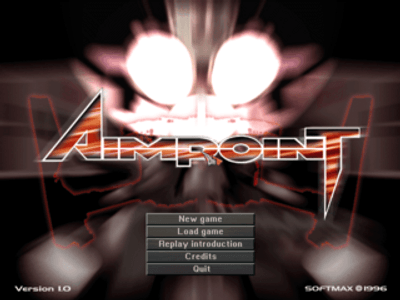 AIMPOINT
New game
Load game
Replay introduction
Credits
Quit
Version 1.0
SOFTMAX ©1996